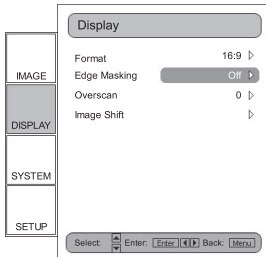 Display
IMAGE
DISPLAY
SYSTEM
SETUP
Format 16:9
Edge Masking Off
Overscan 0
Image Shift
Select: Enter: Enter Back: Menu